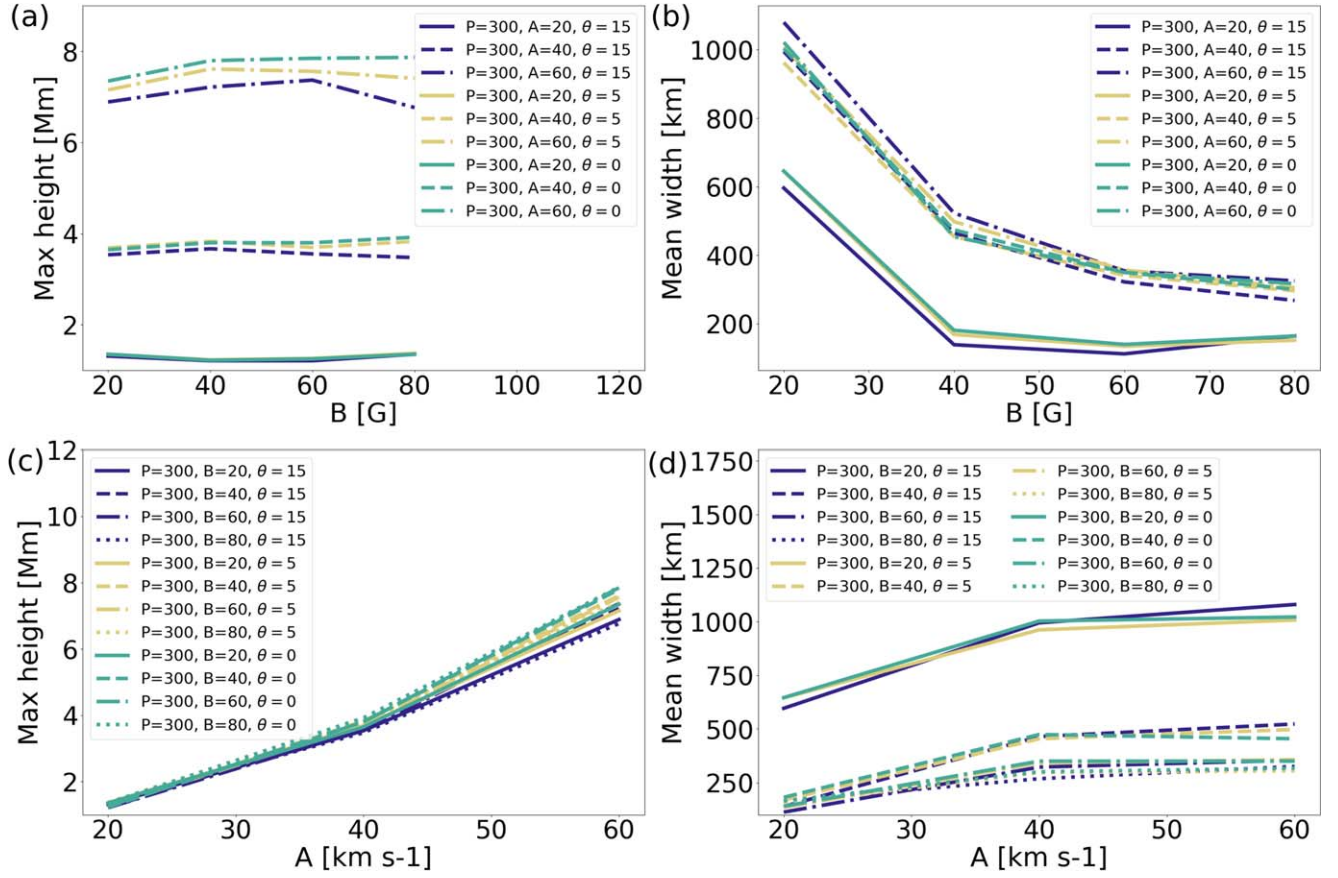 (a)
Max height [Mm]
8
6
4
2
P=300, A=20, θ = 15
P=300, A=40, θ = 15
P=300, A=60, θ = 15
P=300, A=20, θ = 5
P=300, A=40, θ = 5
P=300, A=60, θ = 5
P=300, A=20, θ = 0
P=300, A=40, θ = 0
P=300, A=60, θ = 0
20 40 60 80 100 120
B [G]
(b)
Mean width [km]
1000
800
600
400
200
P=300, A=20, θ = 15
P=300, A=40, θ = 15
P=300, A=60, θ = 15
P=300, A=20, θ = 5
P=300, A=40, θ = 5
P=300, A=60, θ = 5
P=300, A=20, θ = 0
P=300, A=40, θ = 0
P=300, A=60, θ = 0
20 30 40 50 60 70 80
B [G]
(c)
Max height [Mm]
12
10
8
6
4
2
P=300, B=20, θ = 15
P=300, B=40, θ = 15
P=300, B=60, θ = 15
P=300, B=80, θ = 15
P=300, B=20, θ = 5
P=300, B=40, θ = 5
P=300, B=60, θ = 5
P=300, B=80, θ = 5
P=300, B=20, θ = 0
P=300, B=40, θ = 0
P=300, B=60, θ = 0
P=300, B=80, θ = 0
20 30 40 50 60
A [km s-1]
(d)
Mean width [km]
1750
1500
1250
1000
750
500
250
P=300, B=20, θ = 15
P=300, B=40, θ = 15
P=300, B=60, θ = 15
P=300, B=80, θ = 15
P=300, B=20, θ = 5
P=300, B=40, θ = 5
P=300, B=60, θ = 5
P=300, B=80, θ = 5
P=300, B=20, θ = 0
P=300, B=40, θ = 0
P=300, B=60, θ = 0
P=300, B=80, θ = 0
20 30 40 50 60
A [km s-1]